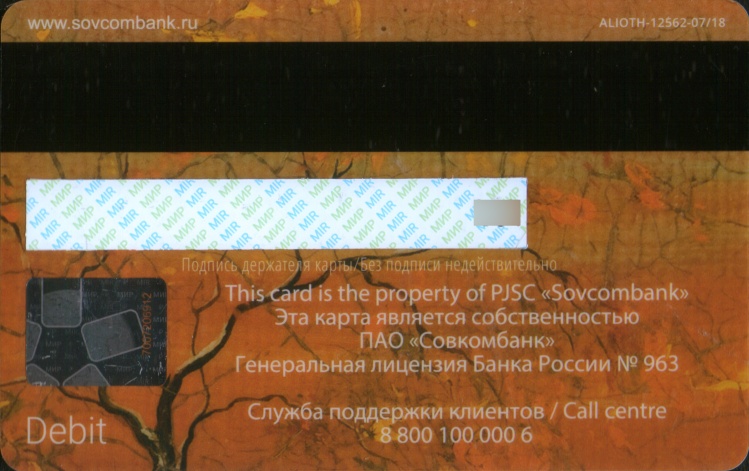 www.sovcombank.ru
ALIOTH-12562-07/18
Подпись держателя карты/Без подписи недействительно
This card is the property of PJSC «Sovcombank»
Эта карта является собственностью
ПАО «Совкомбанк»
Генеральная лицензия Банка России № 963
Debit
Служба поддержки клиентов / Call centre
8 800 100 000 6